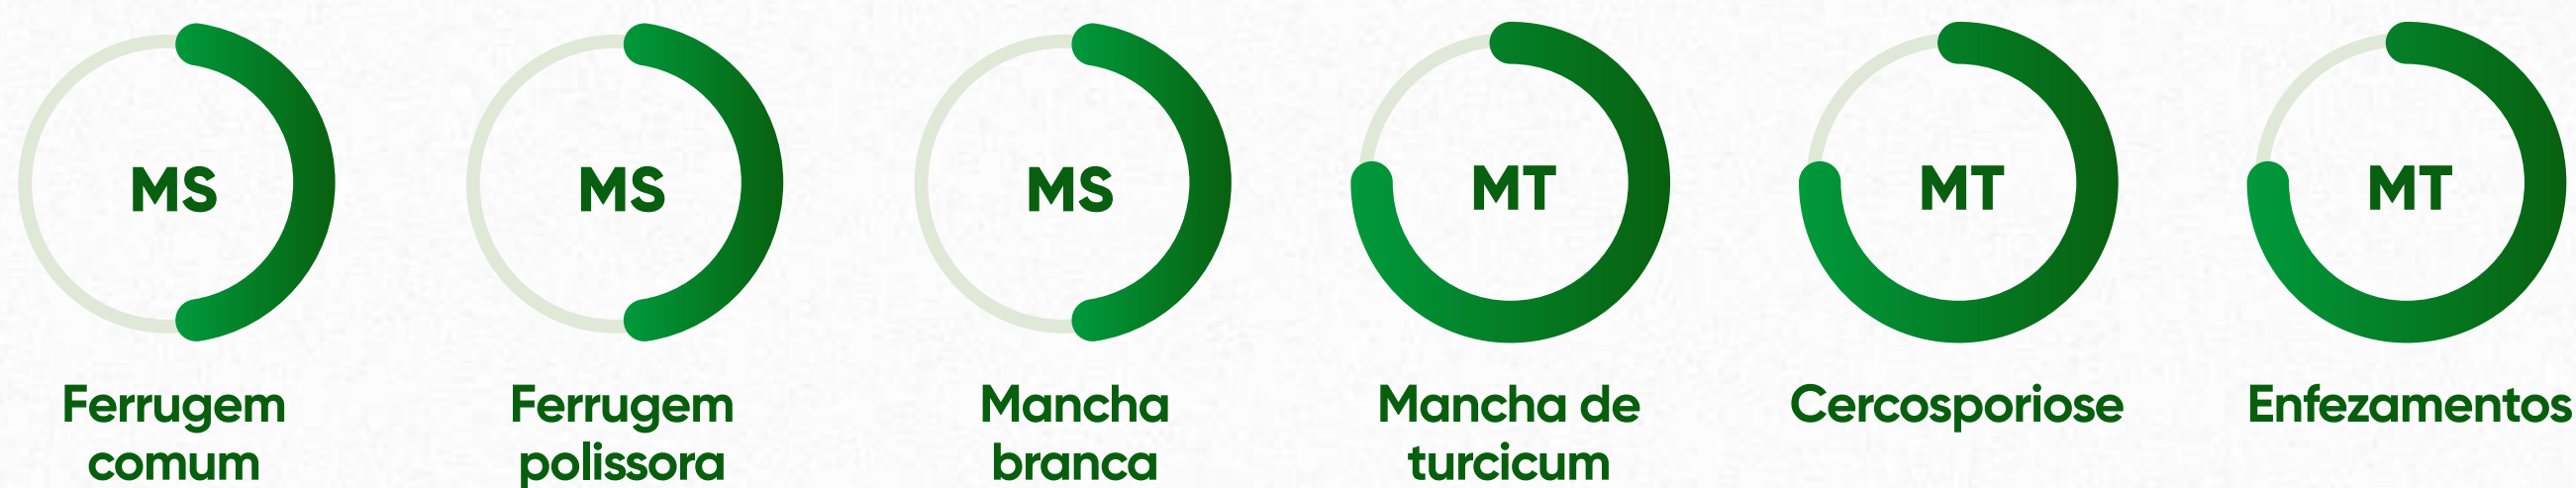 MS
Ferrugem
comum
MS
Ferrugem
polissora
MS
Mancha
branca
MT
Mancha de
turcicum
MT
Cercosporiose
MT
Enfezamentos